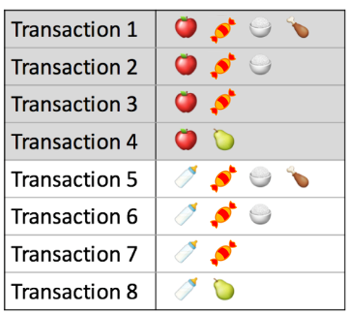 Transaction 1
Transaction 2
Transaction 3
Transaction 4
Transaction 5
Transaction 6
Transaction 7
Transaction 8